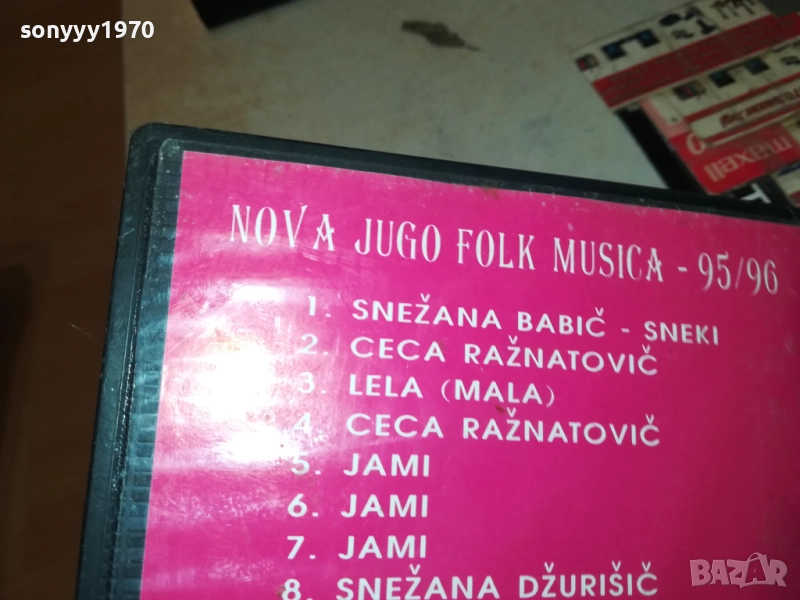 sonyyy1970
maxell
NOVA JUGO FOLK MUSICA - 95/96
1. SNEŽANA BABIČ - SNEKI
2. CECA RAŽNATOVIČ
3. LELA (MALA)
4. CECA RAŽNATOVIČ
5. JAMI
6. JAMI
7. JAMI
8. SNEŽANA DŽURIŠIČ
BAZAR